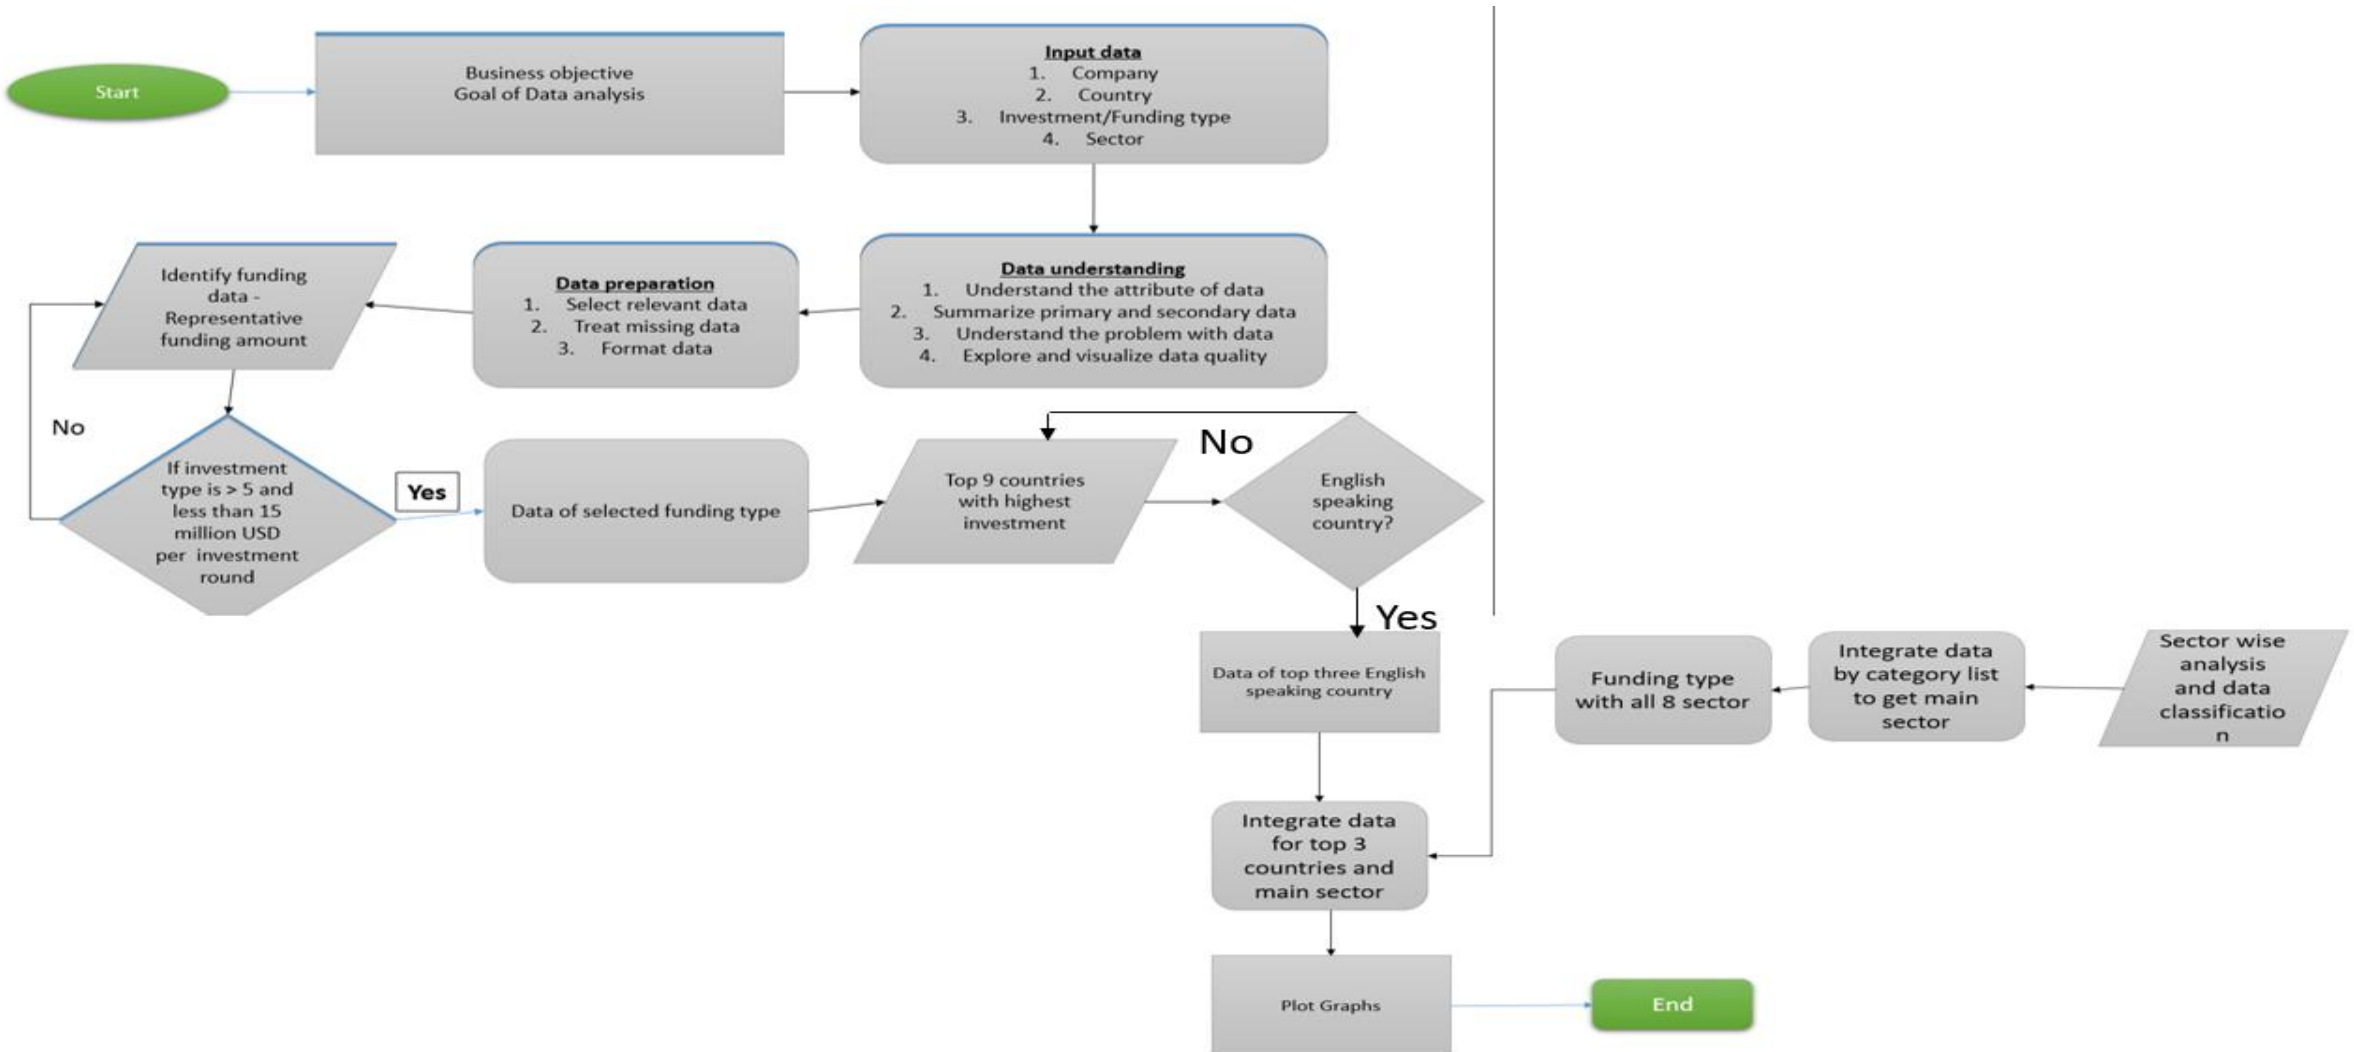 Start
Business objective
Goal of Data analysis
Input data
1. Company
2. Country
3. Investment/Funding type
4. Sector
Data understanding
1. Understand the attribute of data
2. Summarize primary and secondary data
3. Understand the problem with data
4. Explore and visualize data quality
Data preparation
1. Select relevant data
2. Treat missing data
3. Format data
Identify funding
data -
Representative
funding amount
No
If investment
type is > 5 and
less than 15
million USD
per investment
round
Yes
Data of selected funding type
Top 9 countries
with highest
investment
No
English
speaking
country?
Yes
Data of top three English
speaking country
Sector wise
analysis
and data
classificatio
n
Integrate data
by category list
to get main
sector
Funding type
with all 8 sector
Integrate data
for top 3
countries and
main sector
Plot Graphs
End